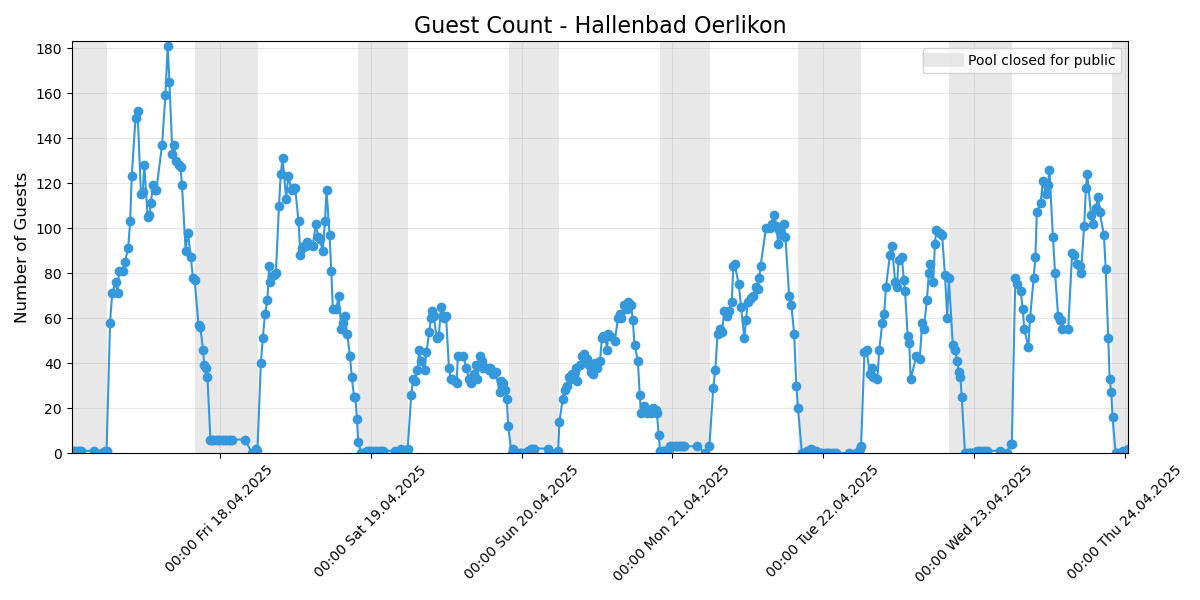 Guest Count - Hallenbad Oerlikon
Pool closed for public
Number of Guests
180
160
140
120
100
80
60
40
20
0
00:00 Fri 18.04.2025
00:00 Sat 19.04.2025
00:00 Sun 20.04.2025
00:00 Mon 21.04.2025
00:00 Tue 22.04.2025
00:00 Wed 23.04.2025
00:00 Thu 24.04.2025